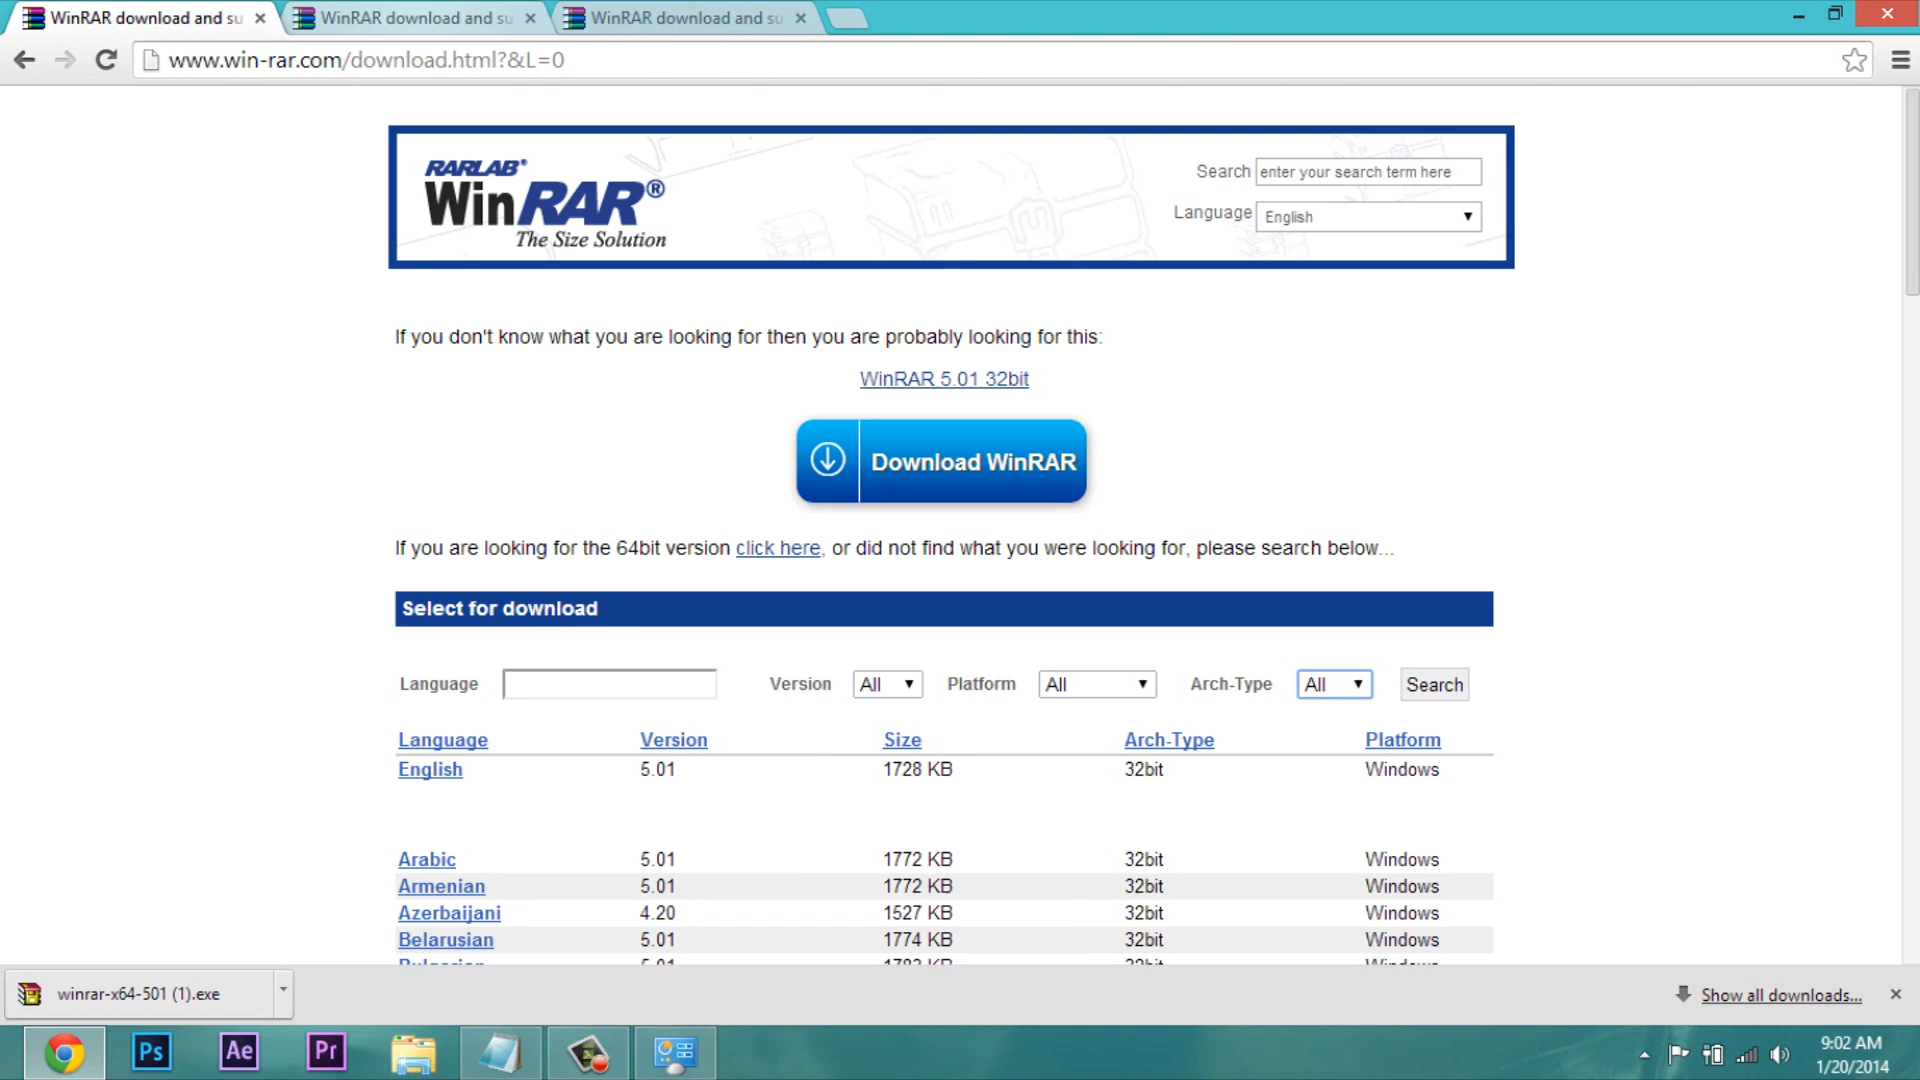 WinRAR download and su
WinRAR download and su
WinRAR download and su
www.win-rar.com/download.html?&L=0
RARLAB®
WinRAR®
The Size Solution
Search enter your search term here
Language English
If you don't know what you are looking for then you are probably looking for this:
WinRAR 5.01 32bit
Download WinRAR
If you are looking for the 64bit version click here, or did not find what you were looking for, please search below...
Select for download
Language Version All Platform All Arch-Type All Search
Language Version Size Arch-Type Platform
English 5.01 1728 KB 32bit Windows
Arabic 5.01 1772 KB 32bit Windows
Armenian 5.01 1772 KB 32bit Windows
Azerbaijani 4.20 1527 KB 32bit Windows
Belarusian 5.01 1774 KB 32bit Windows
winrar-x64-501 (1).exe
Show all downloads...
Ps
Ae
Pr
9:02 AM
1/20/2014